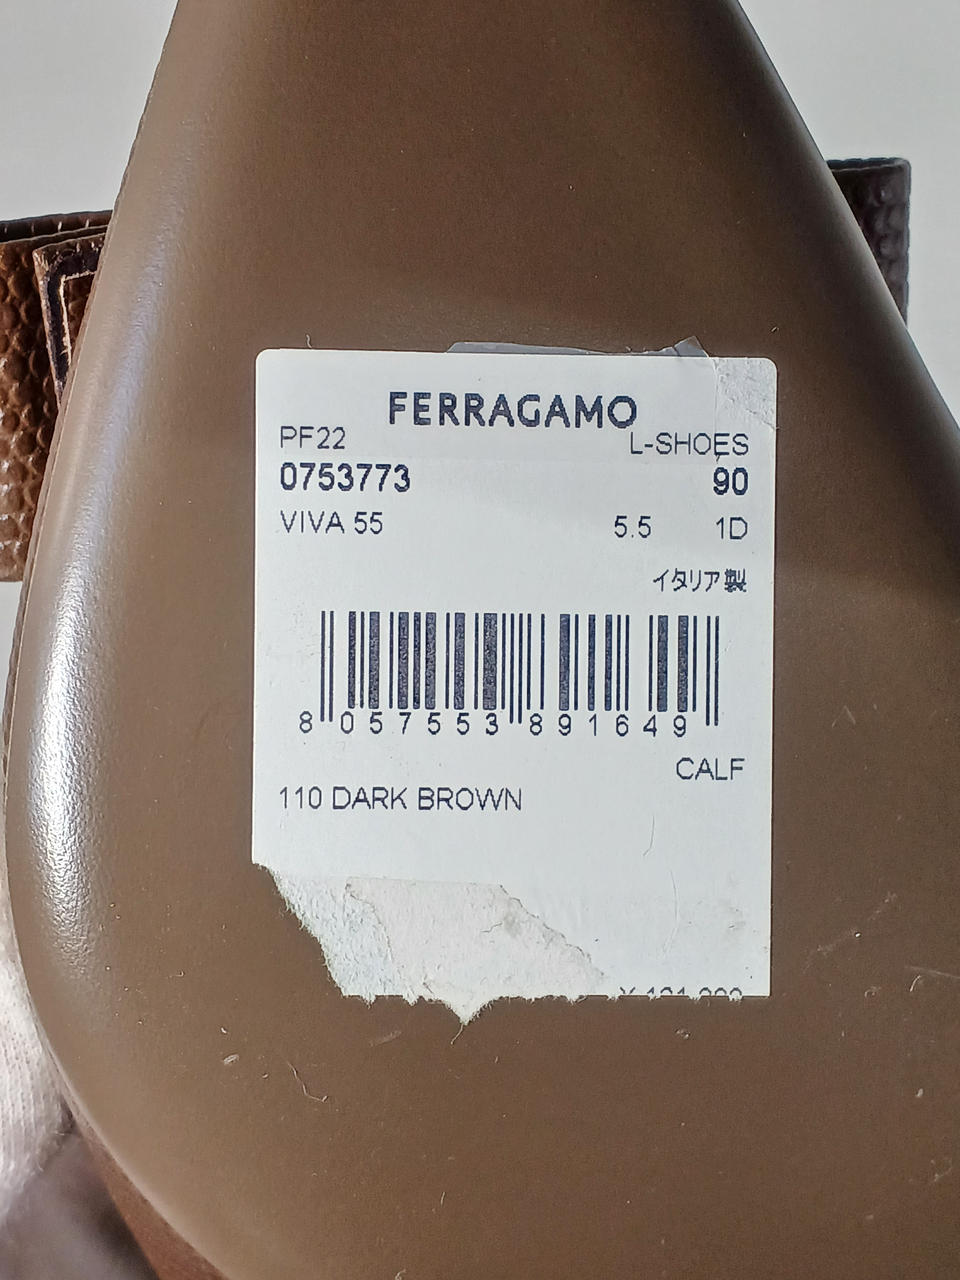 FERRAGAMO
PF22 L-SHOES
0753773 90
VIVA 55 5.5 1D
イタリア製
8 057553 891649
CALF
110 DARK BROWN